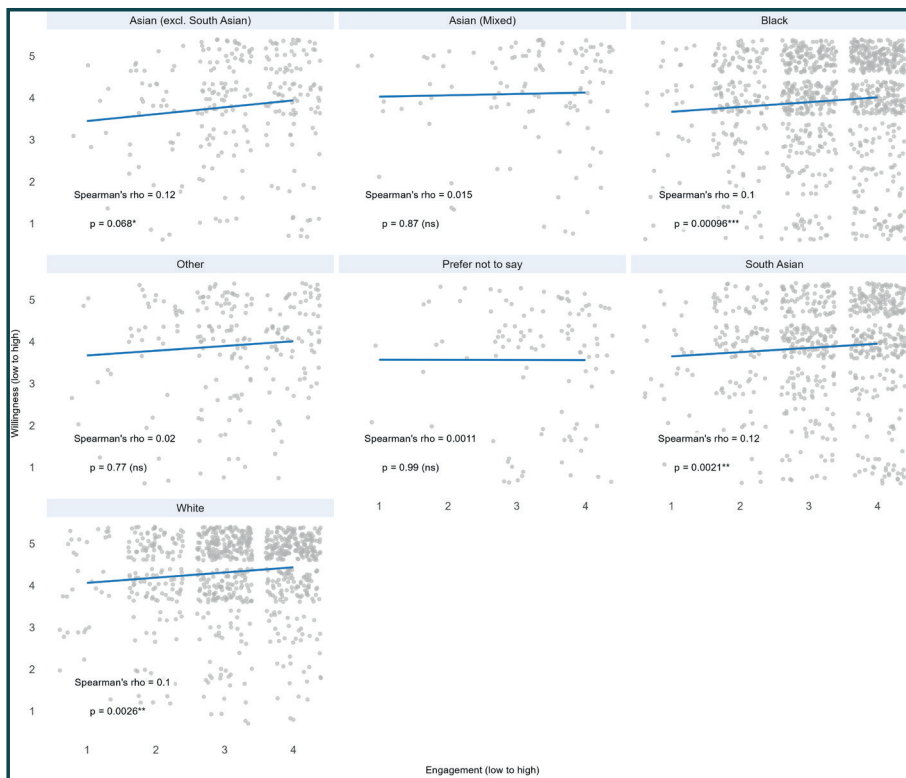 Asian (excl. South Asian)
Asian (Mixed)
Black
5
4
3
2
1
Spearman's rho = 0.12
p = 0.068*
Spearman's rho = 0.015
p = 0.87 (ns)
Spearman's rho = 0.1
p = 0.00096***
Other
Prefer not to say
South Asian
Willingness (low to high)
5
4
3
2
1
Spearman's rho = 0.02
p = 0.77 (ns)
Spearman's rho = 0.0011
p = 0.99 (ns)
Spearman's rho = 0.12
p = 0.0021**
1 2 3 4
1 2 3 4
White
5
4
3
2
1
Spearman's rho = 0.1
p = 0.0026**
1 2 3 4
Engagement (low to high)